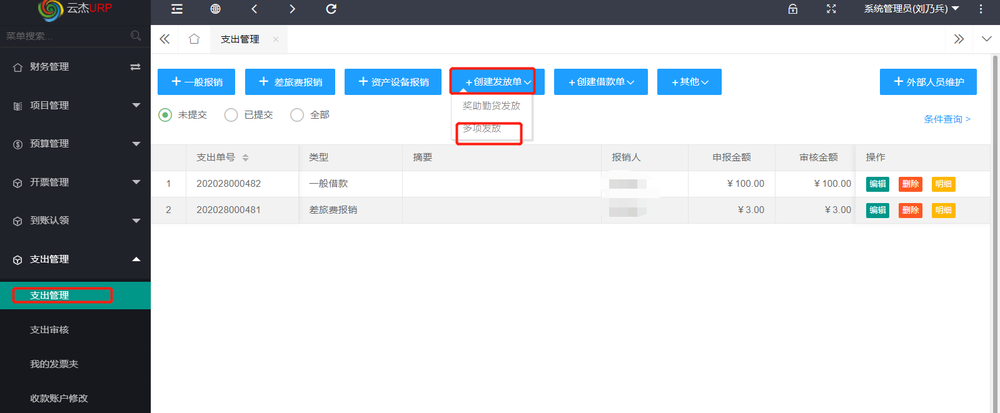 云杰URP
系统管理员(刘乃兵)
菜单搜索...
支出管理
财务管理
项目管理
预算管理
开票管理
到账认领
支出管理
支出管理
支出审核
我的发票夹
收款账户修改
+ 一般报销 + 差旅费报销 + 资产设备报销 +创建发放单 +创建借款单 +其他 + 外部人员维护
奖助勤贷发放
多项发放
未提交 已提交 全部
条件查询 >
支出单号 类型 摘要 报销人 申报金额 审核金额 操作
1 202028000482 一般借款 ¥ 100.00 ¥ 100.00 编辑 删除 明细
2 202028000481 差旅费报销 ¥ 3.00 ¥ 3.00 编辑 删除 明细